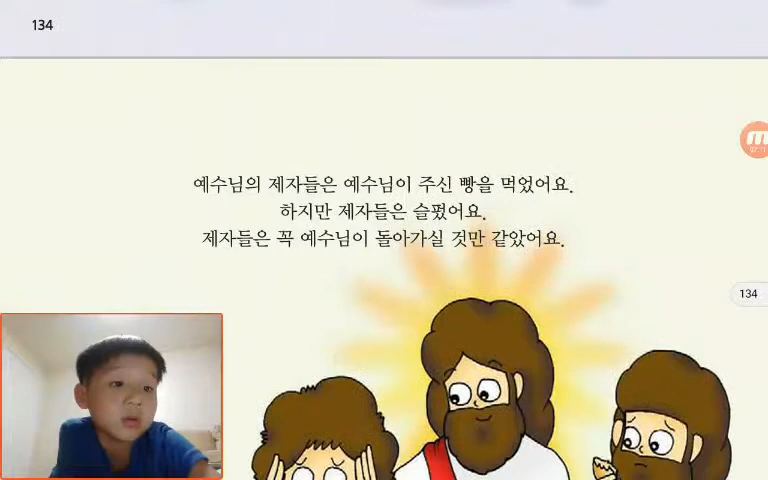 134
예수님의 제자들은 예수님이 주신 빵을 먹었어요.
하지만 제자들은 슬펐어요.
제자들은 꼭 예수님이 돌아가실 것만 같았어요.
134